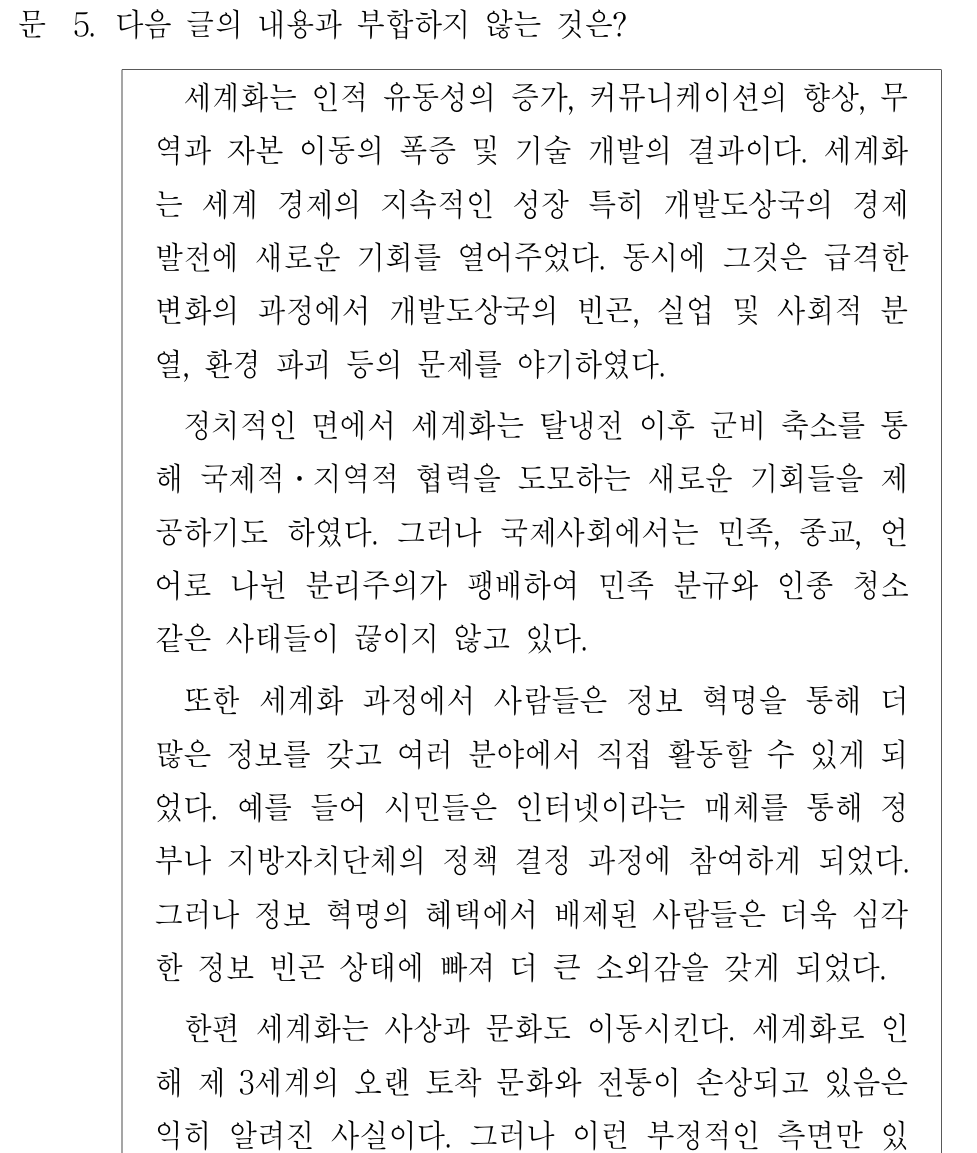 문 5. 다음 글의 내용과 부합하지 않는 것은?
세계화는 인적 유동성의 증가, 커뮤니케이션의 향상, 무
역과 자본 이동의 폭증 및 기술 개발의 결과이다. 세계화
는 세계 경제의 지속적인 성장 특히 개발도상국의 경제
발전에 새로운 기회를 열어주었다. 동시에 그것은 급격한
변화의 과정에서 개발도상국의 빈곤, 실업 및 사회적 분
열, 환경 파괴 등의 문제를 야기하였다.
정치적인 면에서 세계화는 탈냉전 이후 군비 축소를 통
해 국제적·지역적 협력을 도모하는 새로운 기회들을 제
공하기도 하였다. 그러나 국제사회에서는 민족, 종교, 언
어로 나뉜 분리주의가 팽배하여 민족 분규와 인종 청소
같은 사태들이 끊이지 않고 있다.
또한 세계화 과정에서 사람들은 정보 혁명을 통해 더
많은 정보를 갖고 여러 분야에서 직접 활동할 수 있게 되
었다. 예를 들어 시민들은 인터넷이라는 매체를 통해 정
부나 지방자치단체의 정책 결정 과정에 참여하게 되었다.
그러나 정보 혁명의 혜택에서 배제된 사람들은 더욱 심각
한 정보 빈곤 상태에 빠져 더 큰 소외감을 갖게 되었다.
한편 세계화는 사상과 문화도 이동시킨다. 세계화로 인
해 제 3세계의 오랜 토착 문화와 전통이 손상되고 있음은
익히 알려진 사실이다. 그러나 이런 부정적인 측면만 있